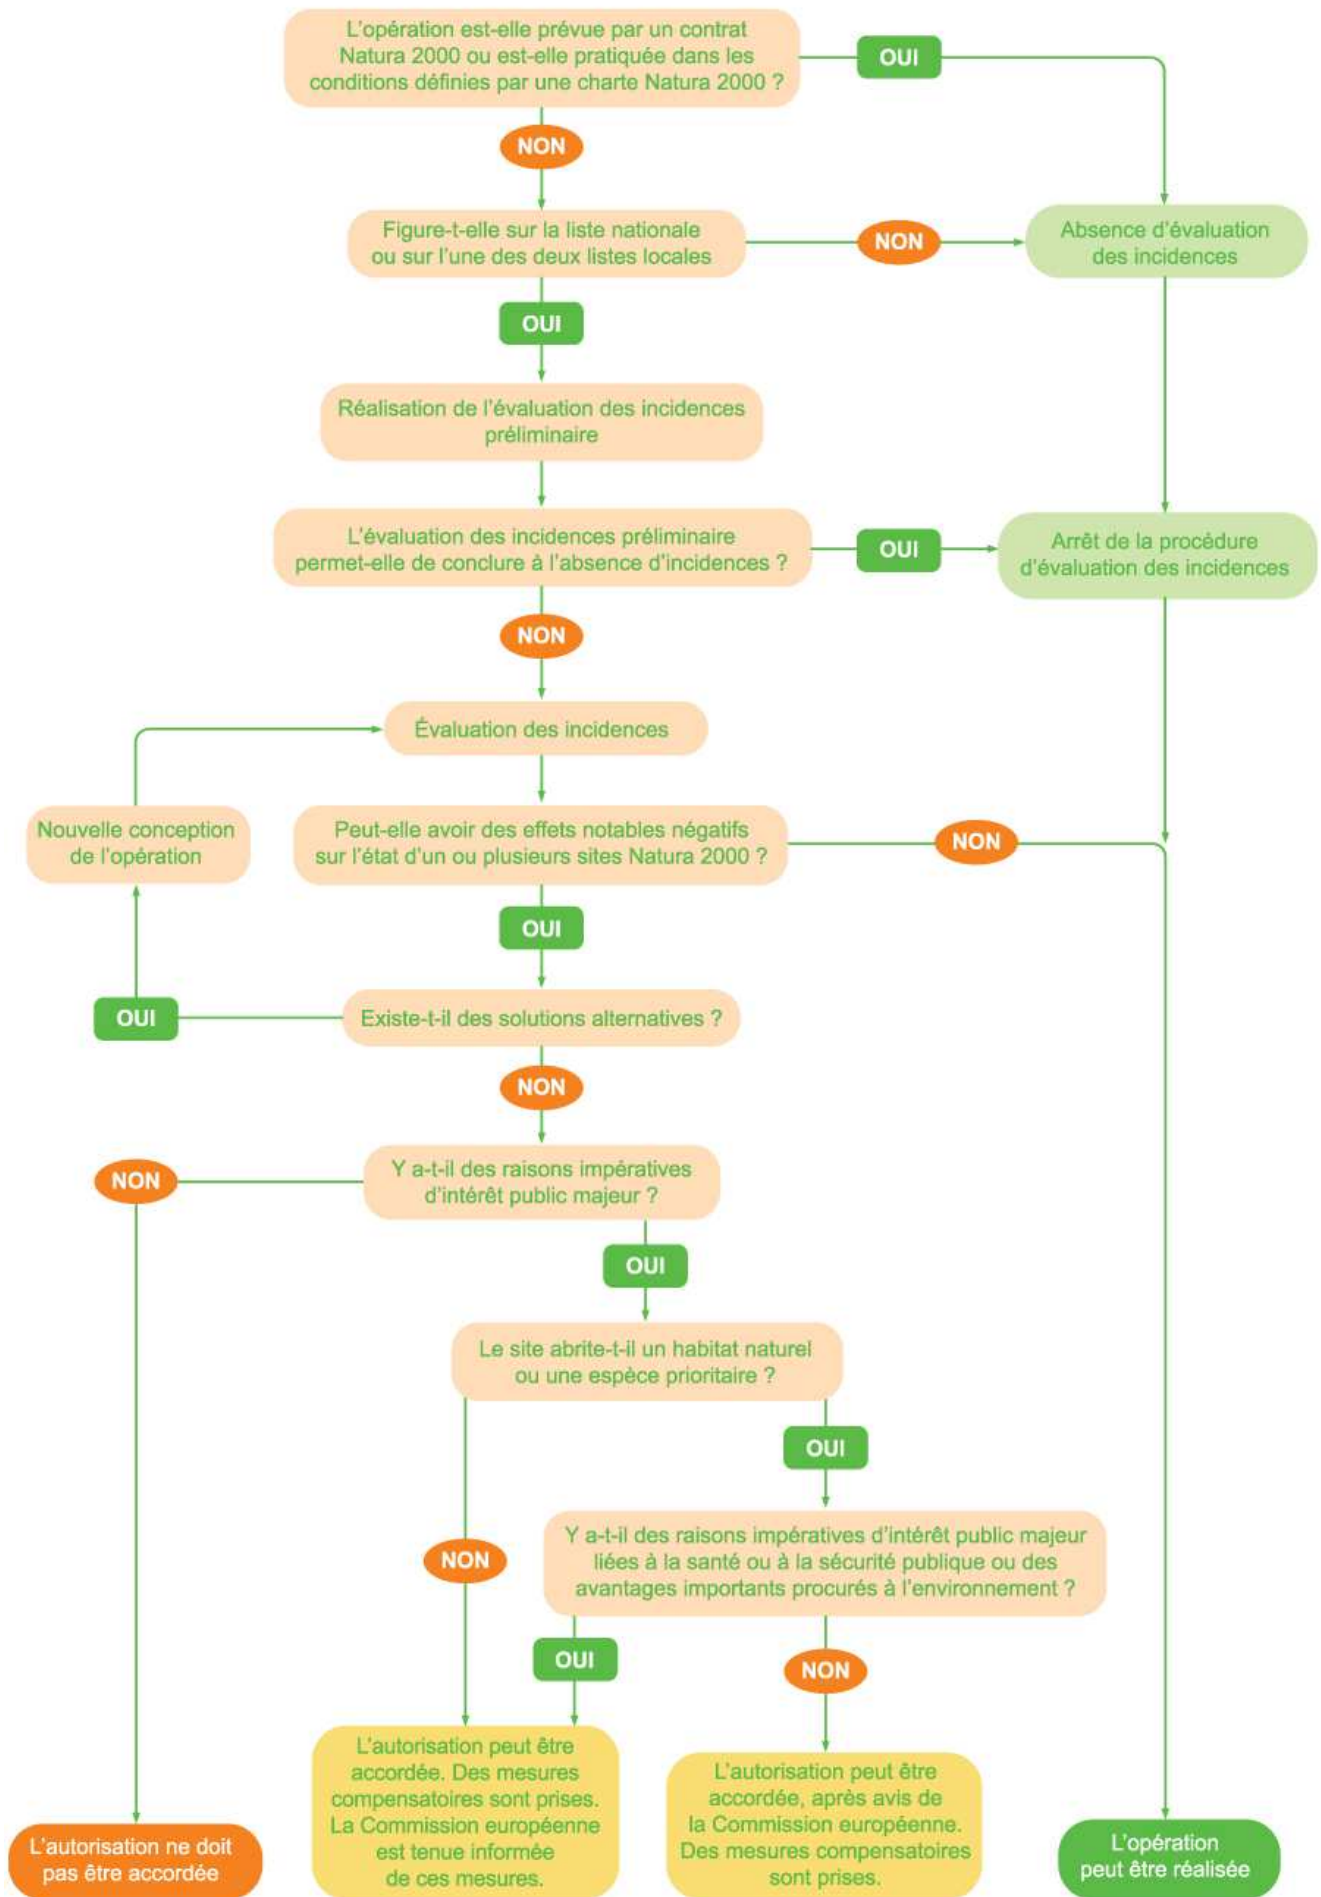 L'opération est-elle prévue par un contrat
Natura 2000 ou est-elle pratiquée dans les
conditions définies par une charte Natura 2000 ?
OUI
NON
Figure-t-elle sur la liste nationale
ou sur l'une des deux listes locales
NON
Absence d'évaluation
des incidences
OUI
Réalisation de l'évaluation des incidences
préliminaire
L'évaluation des incidences préliminaire
permet-elle de conclure à l'absence d'incidences ?
OUI
Arrêt de la procédure
d'évaluation des incidences
NON
Évaluation des incidences
Nouvelle conception
de l'opération
Peut-elle avoir des effets notables négatifs
sur l'état d'un ou plusieurs sites Natura 2000 ?
NON
OUI
OUI
Existe-t-il des solutions alternatives ?
NON
NON
Y a-t-il des raisons impératives
d'intérêt public majeur ?
OUI
Le site abrite-t-il un habitat naturel
ou une espèce prioritaire ?
OUI
NON
Y a-t-il des raisons impératives d'intérêt public majeur
liées à la santé ou à la sécurité publique ou des
avantages importants procurés à l'environnement ?
OUI
NON
L'autorisation ne doit
pas être accordée
L'autorisation peut être
accordée. Des mesures
compensatoires sont prises.
La Commission européenne
est tenue informée
de ces mesures.
L'autorisation peut être
accordée, après avis de
la Commission européenne.
Des mesures compensatoires
sont prises.
L'opération
peut être réalisée